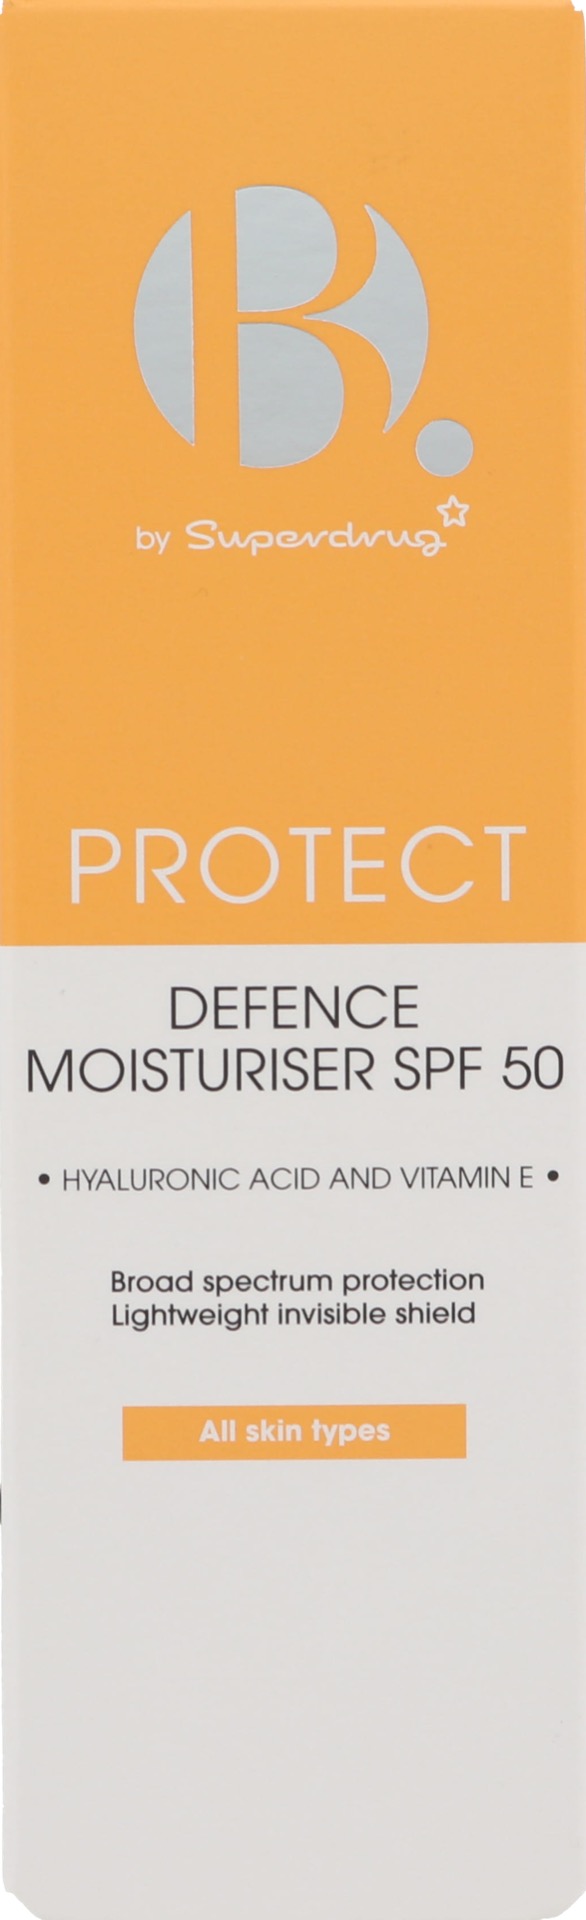 B.
by Superdrug
PROTECT
DEFENCE
MOISTURISER SPF 50
• HYALURONIC ACID AND VITAMIN E •
Broad spectrum protection
Lightweight invisible shield
All skin types